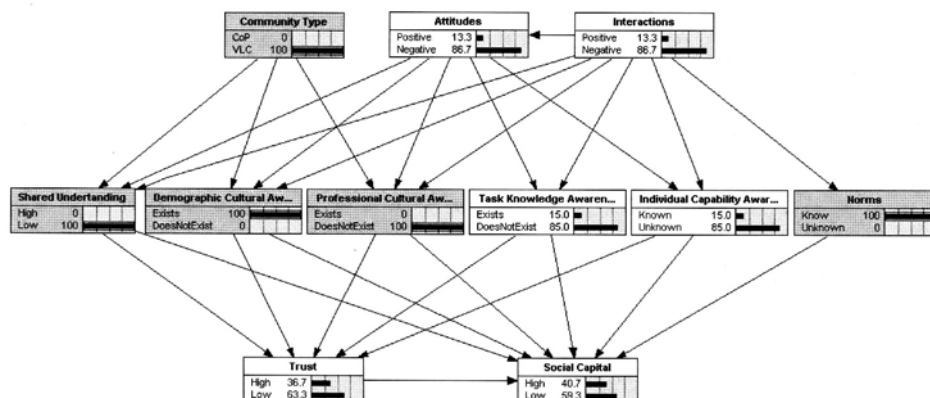 Community Type
CoP 0
VLC 100
Attitudes
Positive 13.3
Negative 86.7
Interactions
Positive 13.3
Negative 86.7
Shared Undertanding
High 0
Low 100
Demographic Cultural Aw...
Exists 100
DoesNotExist 0
Professional Cultural Aw...
Exists 0
DoesNotExist 100
Task Knowledge Awaren...
Exists 15.0
DoesNotExist 85.0
Individual Capability Awar...
Known 15.0
Unknown 85.0
Norms
Know 100
Unknown 0
Trust
High 36.7
Low 63.3
Social Capital
High 40.7
Low 59.3